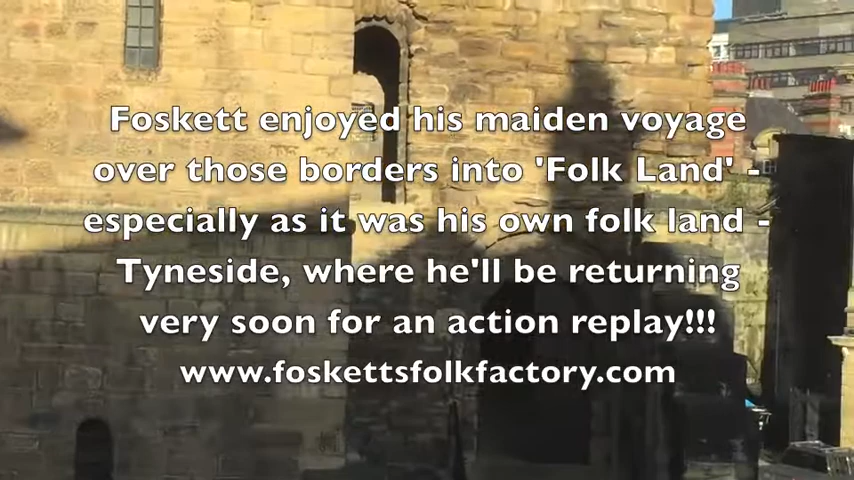 Foskett enjoyed his maiden voyage
over those borders into 'Folk Land' -
especially as it was his own folk land -
Tyneside, where he'll be returning
very soon for an action replay!!!
www.foskettsfolkfactory.com